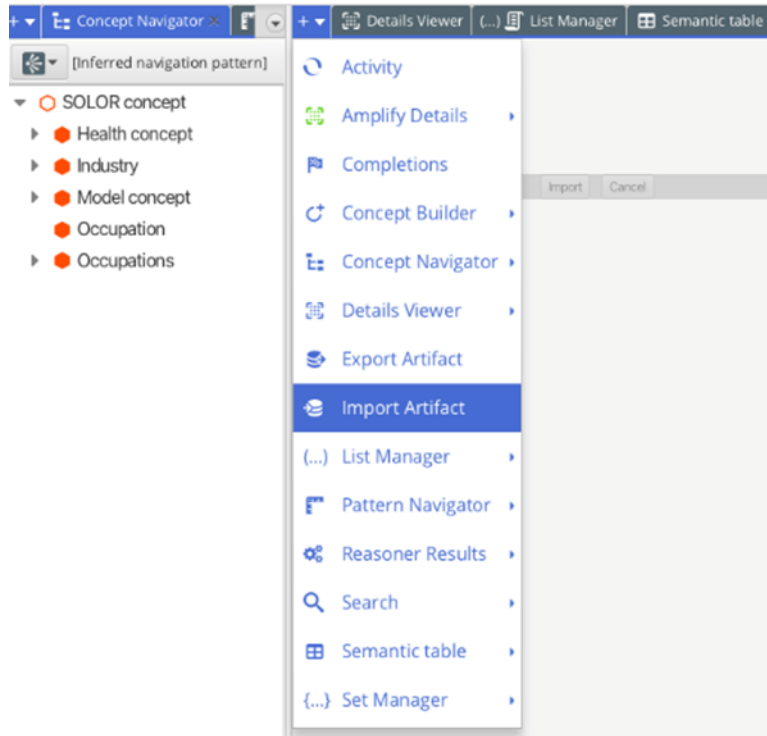 Concept Navigator
Details Viewer
(...) List Manager
Semantic table
[Inferred navigation pattern]
SOLOR concept
Health concept
Industry
Model concept
Occupation
Occupations
Activity
Amplify Details
Completions
Concept Builder
Concept Navigator
Details Viewer
Export Artifact
Import Artifact
(...) List Manager
Pattern Navigator
Reasoner Results
Search
Semantic table
{...} Set Manager
Import
Cancel